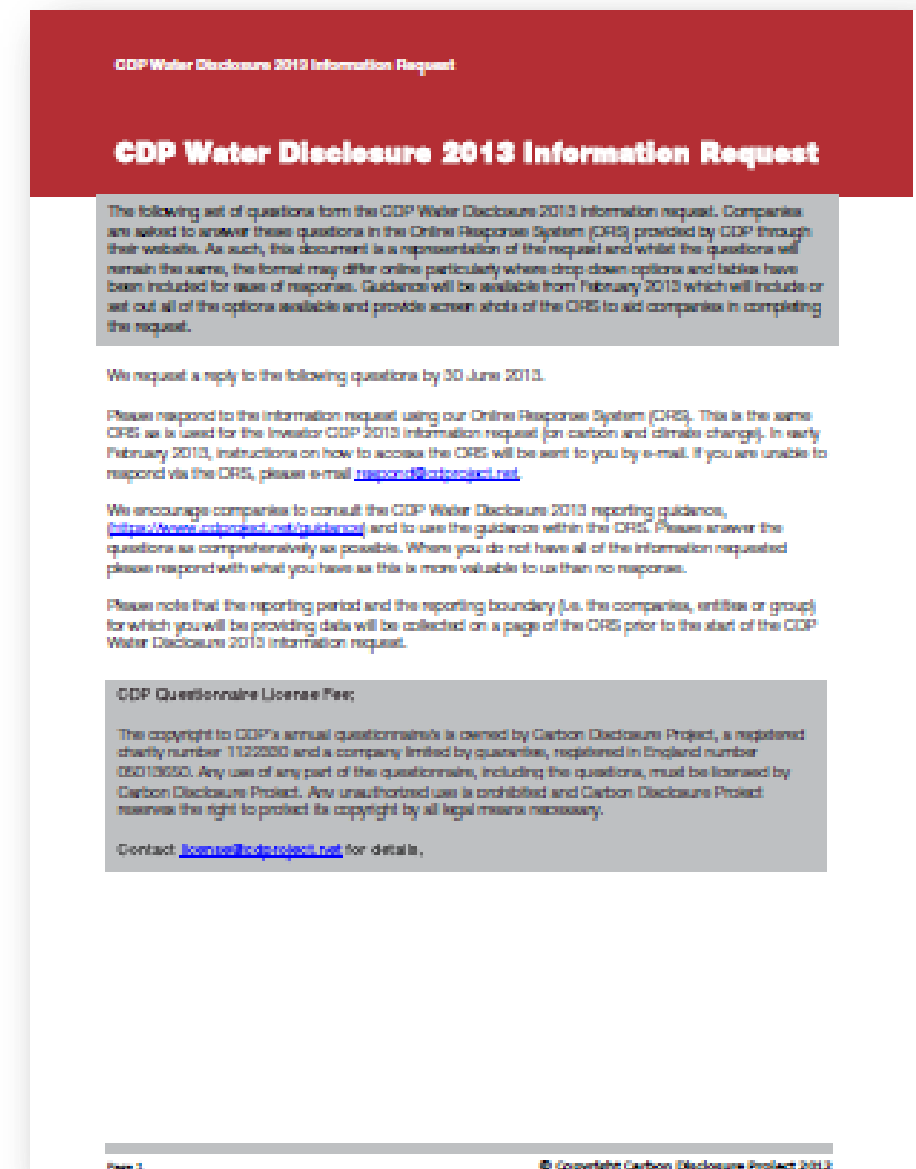 CDP Water Disclosure 2013 Information Request
CDP Water Disclosure 2013 Information Request
The following set of questions form the CDP Water Disclosure 2013 information request. Companies
are asked to answer these questions in the Online Response System (ORS) provided by CDP through
their website. As such, this document is a representation of the request and whilst the questions will
remain the same, the format may differ online particularly where drop down options and tables have
been included for ease of response. Guidance will be available from February 2013 which will include or
set out all of the options available and provide screen shots of the ORS to aid companies in completing
the request.
We request a reply to the following questions by 30 June 2013.
Please respond to the information request using our Online Response System (ORS). This is the same
ORS as is used for the Investor CDP 2013 information request (on carbon and climate change). In early
February 2013, instructions on how to access the ORS will be sent to you by e-mail. If you are unable to
respond via the ORS, please e-mail respond@cdproject.net.
We encourage companies to consult the CDP Water Disclosure 2013 reporting guidance,
(https://www.cdproject.net/guidance) and to use the guidance within the ORS. Please answer the
questions as comprehensively as possible. Where you do not have all of the information requested
please respond with what you have as this is more valuable to us than no response.
Please note that the reporting period and the reporting boundary (i.e. the companies, entities or group)
for which you will be providing data will be collected on a page of the ORS prior to the start of the CDP
Water Disclosure 2013 information request.
CDP Questionnaire License Fee;
The copyright to CDP's annual questionnaire/s is owned by Carbon Disclosure Project, a registered
charity number 1122330 and a company limited by guarantee, registered in England number
05013650. Any use of any part of the questionnaire, including the questions, must be licensed by
Carbon Disclosure Project. Any unauthorized use is prohibited and Carbon Disclosure Project
reserves the right to protect its copyright by all legal means necessary.
Contact license@cdproject.net for details.
Page 1
© Copyright Carbon Disclosure Project 2013